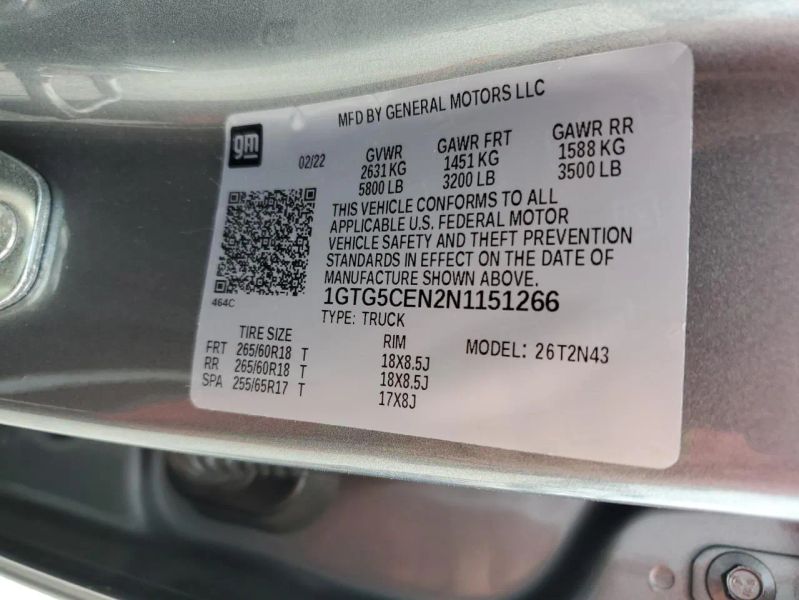 MFD BY GENERAL MOTORS LLC
gm
02/22
GVWR GAWR FRT GAWR RR
2631 KG 1451 KG 1588 KG
5800 LB 3200 LB 3500 LB
THIS VEHICLE CONFORMS TO ALL
APPLICABLE U.S. FEDERAL MOTOR
VEHICLE SAFETY AND THEFT PREVENTION
STANDARDS IN EFFECT ON THE DATE OF
MANUFACTURE SHOWN ABOVE.
464C
1GTG5CEN2N1151266
TYPE: TRUCK
TIRE SIZE RIM MODEL: 26T2N43
FRT 265/60R18 T 18X8.5J
RR 265/60R18 T 18X8.5J
SPA 255/65R17 T 17X8J